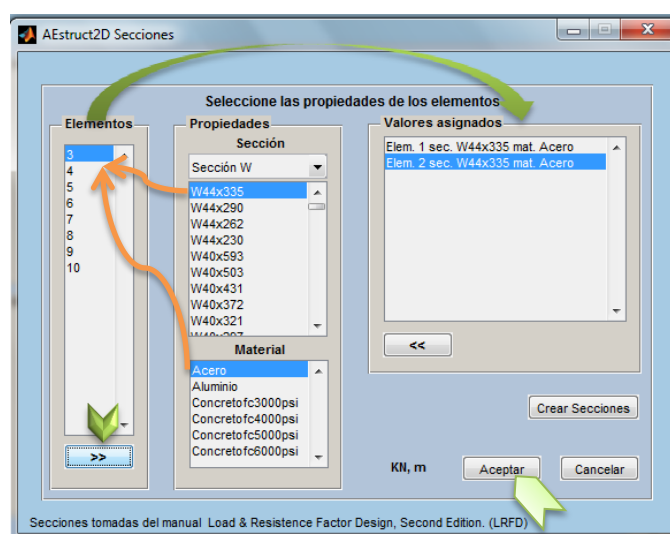 AEstruct2D Secciones
Seleccione las propiedades de los elementos
Elementos
3
4
5
6
7
8
9
10
>>
Propiedades
Sección
Sección W
W44x335
W44x290
W44x262
W44x230
W40x593
W40x503
W40x431
W40x372
W40x321
Material
Acero
Aluminio
Concretofc3000psi
Concretofc4000psi
Concretofc5000psi
Concretofc6000psi
Valores asignados
Elem. 1 sec. W44x335 mat. Acero
Elem. 2 sec. W44x335 mat. Acero
<<
Crear Secciones
KN, m
Aceptar
Cancelar
Secciones tomadas del manual Load & Resistence Factor Design, Second Edition. (LRFD)